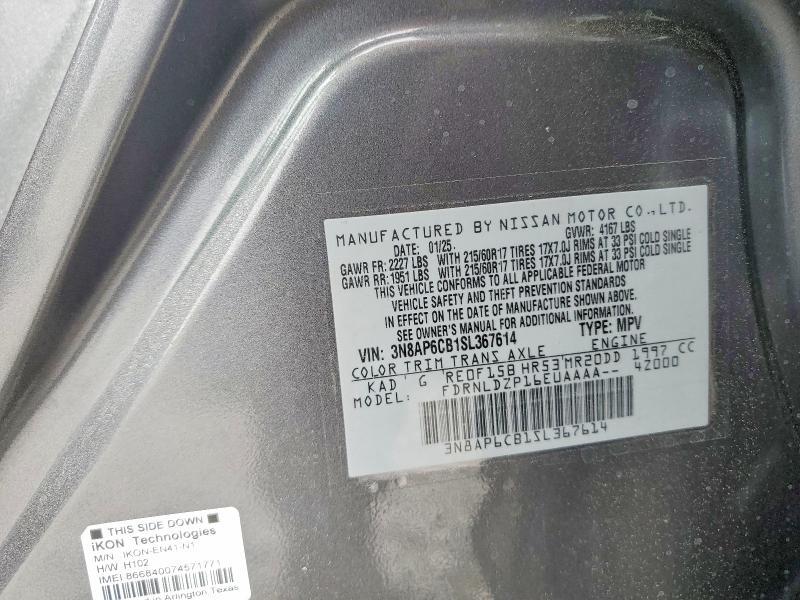 MANUFACTURED BY NISSAN MOTOR CO., LTD.
DATE: 01/25. GVWR: 4167 LBS
GAWR FR: 2227 LBS WITH 215/60R17 TIRES 17X7.0J RIMS AT 33 PSI COLD SINGLE
GAWR RR: 1951 LBS WITH 215/60R17 TIRES 17X7.0J RIMS AT 33 PSI COLD SINGLE
THIS VEHICLE CONFORMS TO ALL APPLICABLE FEDERAL MOTOR
VEHICLE SAFETY AND THEFT PREVENTION STANDARDS
IN EFFECT ON THE DATE OF MANUFACTURE SHOWN ABOVE.
SEE OWNER'S MANUAL FOR ADDITIONAL INFORMATION.
VIN: 3N8AP6CB1SL367614 TYPE: MPV
COLOR TRIM TRANS AXLE ENGINE
KAD' G RE0F15B HR53'MR20DD 1997 CC
MODEL: FDRNLDZP16EUAAAA-- 4Z000
3N8AP6CB1SL367614
THIS SIDE DOWN
iKON Technologies
M/N IKON-EN41-N1
H/W H102
IMEI 866840074571771
in Arlington, Texas